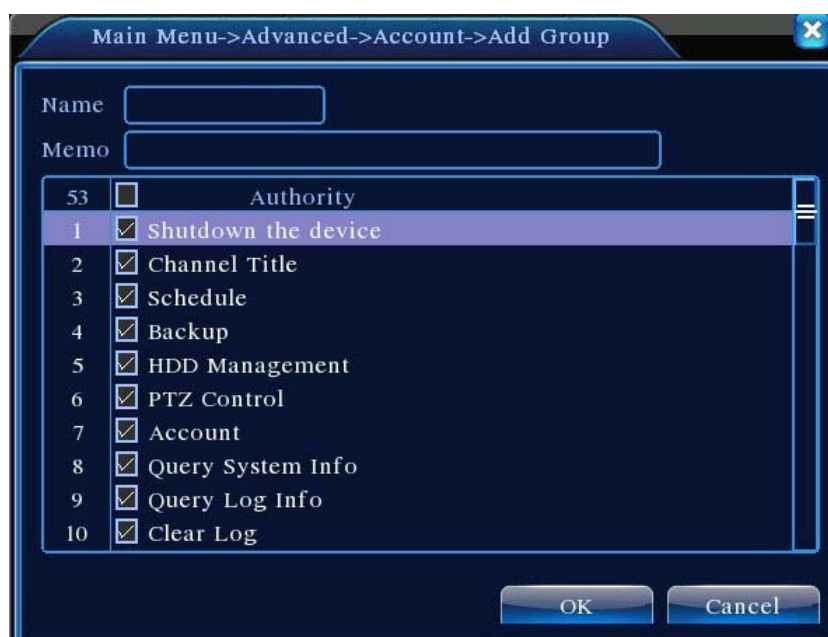 Main Menu->Advanced->Account->Add Group
Name
Memo
53 Authority
1 Shutdown the device
2 Channel Title
3 Schedule
4 Backup
5 HDD Management
6 PTZ Control
7 Account
8 Query System Info
9 Query Log Info
10 Clear Log
OK Cancel